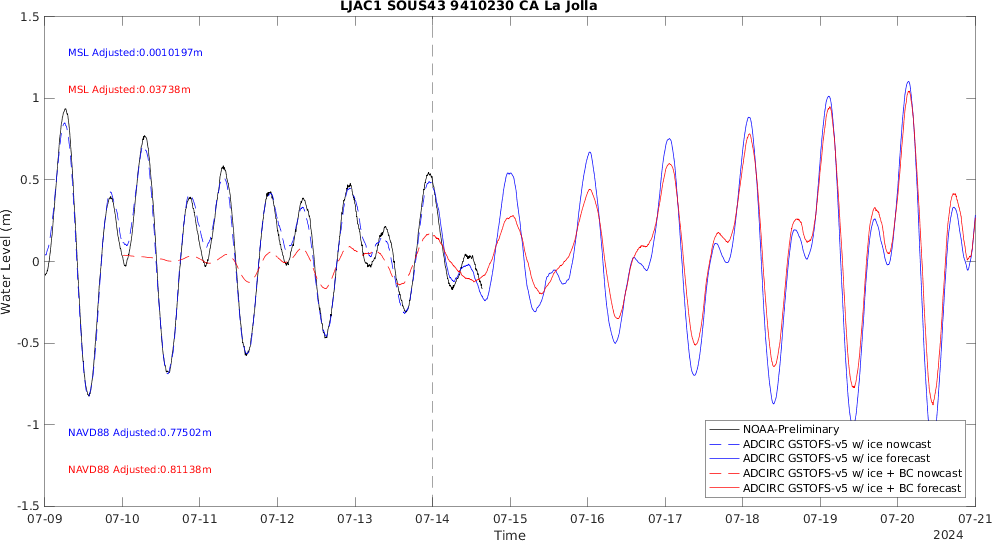 LJAC1 SOUS43 9410230 CA La Jolla
1.5
1
0.5
0
-0.5
-1
-1.5
Water Level (m)
MSL Adjusted:0.0010197m
MSL Adjusted:0.03738m
NAVD88 Adjusted:0.77502m
NAVD88 Adjusted:0.81138m
NOAA-Preliminary
ADCIRC GSTOFS-v5 w/ ice nowcast
ADCIRC GSTOFS-v5 w/ ice forecast
ADCIRC GSTOFS-v5 w/ ice + BC nowcast
ADCIRC GSTOFS-v5 w/ ice + BC forecast
07-09 07-10 07-11 07-12 07-13 07-14 07-15 07-16 07-17 07-18 07-19 07-20 07-21
Time
2024